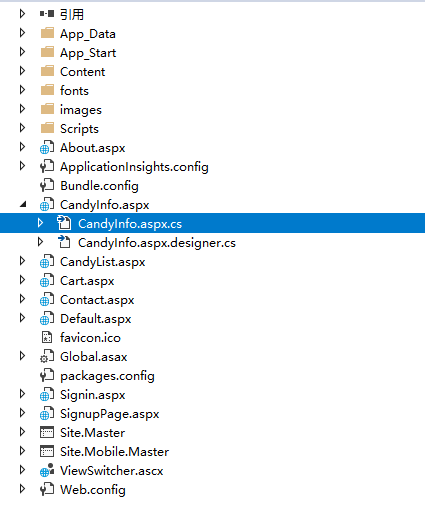 引用
App_Data
App_Start
Content
fonts
images
Scripts
About.aspx
ApplicationInsights.config
Bundle.config
CandyInfo.aspx
CandyInfo.aspx.cs
CandyInfo.aspx.designer.cs
CandyList.aspx
Cart.aspx
Contact.aspx
Default.aspx
favicon.ico
Global.asax
packages.config
Signin.aspx
SignupPage.aspx
Site.Master
Site.Mobile.Master
ViewSwitcher.ascx
Web.config